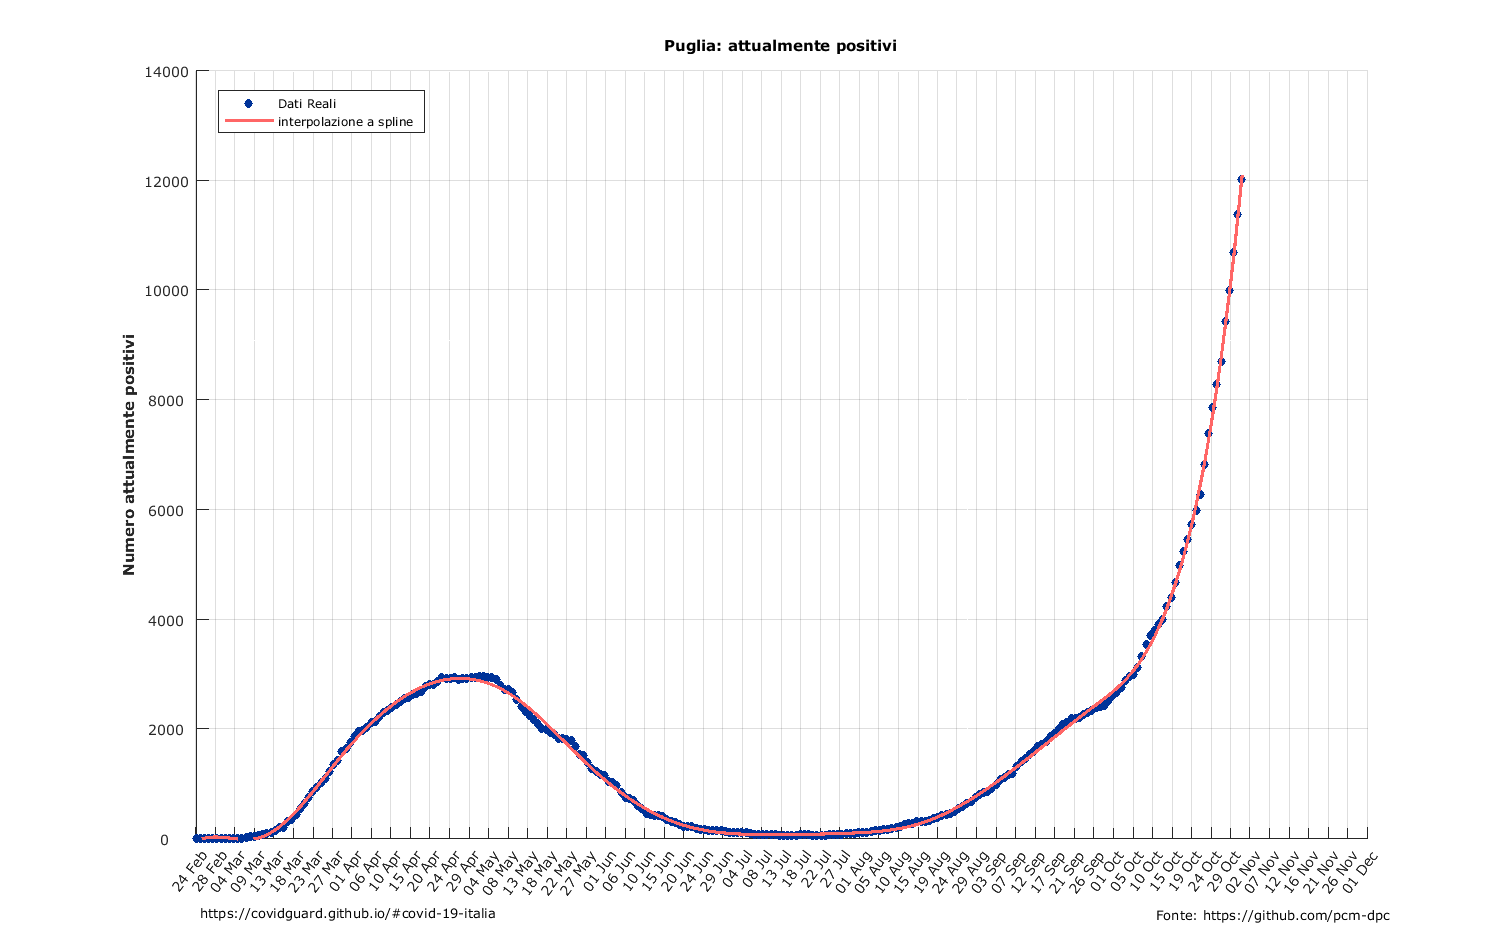 Puglia: attualmente positivi
14000
12000
10000
8000
6000
4000
2000
0
Numero attualmente positivi
Dati Reali
interpolazione a spline
24 Feb
28 Feb
04 Mar
09 Mar
13 Mar
18 Mar
23 Mar
27 Mar
01 Apr
06 Apr
10 Apr
15 Apr
20 Apr
24 Apr
29 Apr
04 May
08 May
13 May
18 May
22 May
27 May
01 Jun
06 Jun
10 Jun
15 Jun
20 Jun
24 Jun
29 Jun
04 Jul
08 Jul
13 Jul
18 Jul
22 Jul
27 Jul
01 Aug
05 Aug
10 Aug
15 Aug
19 Aug
24 Aug
29 Aug
03 Sep
07 Sep
12 Sep
17 Sep
21 Sep
26 Sep
01 Oct
05 Oct
10 Oct
15 Oct
19 Oct
24 Oct
29 Oct
02 Nov
07 Nov
12 Nov
16 Nov
21 Nov
26 Nov
01 Dec
https://covidguard.github.io/#covid-19-italia
Fonte: https://github.com/pcm-dpc